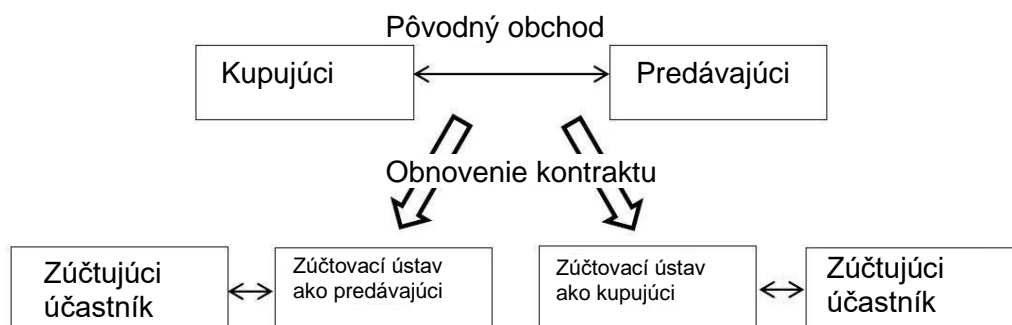 Pôvodný obchod
Kupujúci
Predávajúci
Obnovenie kontraktu
Zúčtujúci
účastník
Zúčtovací ústav
ako predávajúci
Zúčtovací ústav
ako kupujúci
Zúčtujúci
účastník